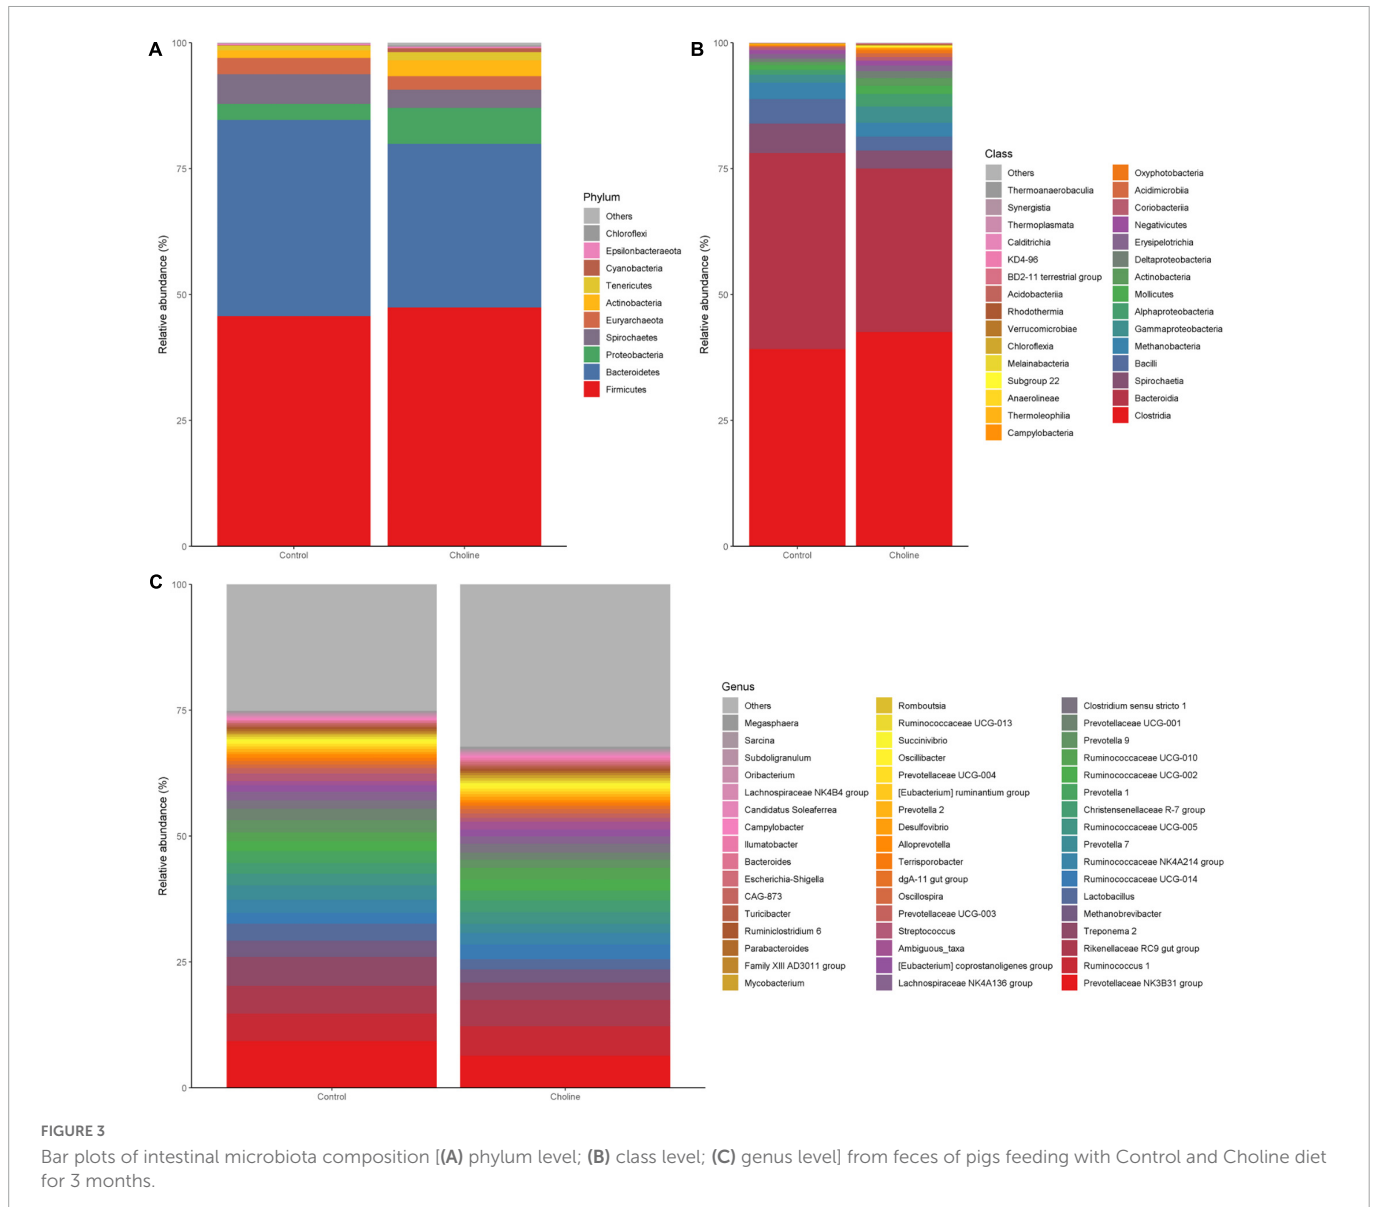 A
100
75
50
25
0
Relative abundance (%)
Control
Choline
Phylum
Others
Chloroflexi
Epsilonbacteraeota
Cyanobacteria
Tenericutes
Actinobacteria
Euryarchaeota
Spirochaetes
Proteobacteria
Bacteroidetes
Firmicutes
B
100
75
50
25
0
Relative abundance (%)
Control
Choline
Class
Others
Thermoanaerobaculia
Synergistia
Thermoplasmata
Calditrichia
KD4-96
BD2-11 terrestrial group
Acidobacteriia
Rhodothermia
Verrucomicrobiae
Chloroflexia
Melainabacteria
Subgroup 22
Anaerolineae
Thermoleophilia
Campylobacteria
Oxyphotobacteria
Acidimicrobiia
Coriobacteriia
Negativicutes
Erysipelotrichia
Deltaproteobacteria
Actinobacteria
Mollicutes
Alphaproteobacteria
Gammaproteobacteria
Methanobacteria
Bacilli
Spirochaetia
Bacteroidia
Clostridia
C
100
75
50
25
0
Relative abundance (%)
Control
Choline
Genus
Others
Megasphaera
Sarcina
Subdoligranulum
Oribacterium
Lachnospiraceae NK4B4 group
Candidatus Soleaferrea
Campylobacter
Ilumatobacter
Bacteroides
Escherichia-Shigella
CAG-873
Turicibacter
Ruminiclostridium 6
Parabacteroides
Family XIII AD3011 group
Mycobacterium
Romboutsia
Ruminococcaceae UCG-013
Succinivibrio
Oscillibacter
Prevotellaceae UCG-004
[Eubacterium] ruminantium group
Prevotella 2
Desulfovibrio
Alloprevotella
Terrisporobacter
dgA-11 gut group
Oscillospira
Prevotellaceae UCG-003
Streptococcus
Ambiguous_taxa
[Eubacterium] coprostanoligenes group
Lachnospiraceae NK4A136 group
Clostridium sensu stricto 1
Prevotellaceae UCG-001
Prevotella 9
Ruminococcaceae UCG-010
Ruminococcaceae UCG-002
Prevotella 1
Christensenellaceae R-7 group
Ruminococcaceae UCG-005
Prevotella 7
Ruminococcaceae NK4A214 group
Ruminococcaceae UCG-014
Lactobacillus
Methanobrevibacter
Treponema 2
Rikenellaceae RC9 gut group
Ruminococcus 1
Prevotellaceae NK3B31 group
FIGURE 3
Bar plots of intestinal microbiota composition [(A) phylum level; (B) class level; (C) genus level] from feces of pigs feeding with Control and Choline diet
for 3 months.